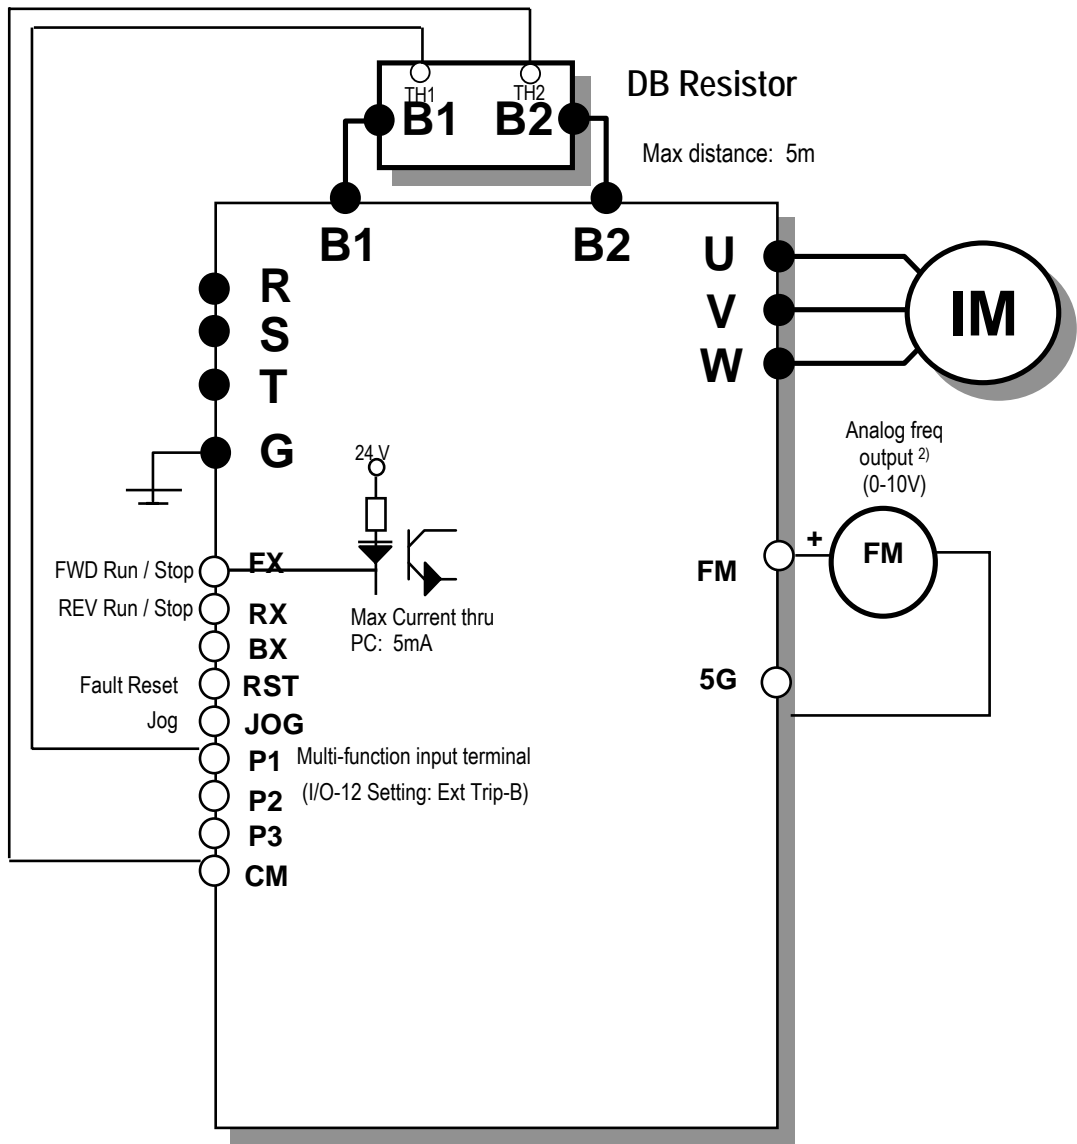 TH1
TH2
B1
B2
DB Resistor
Max distance: 5m
B1
B2
U
V
W
IM
R
S
T
G
24 V
Analog freq
output 2)
(0-10V)
FWD Run / Stop
FX
REV Run / Stop
RX
Max Current thru
PC: 5mA
BX
Fault Reset
RST
Jog
JOG
P1
Multi-function input terminal
P2
(I/O-12 Setting: Ext Trip-B)
P3
CM
FM
+
FM
5G